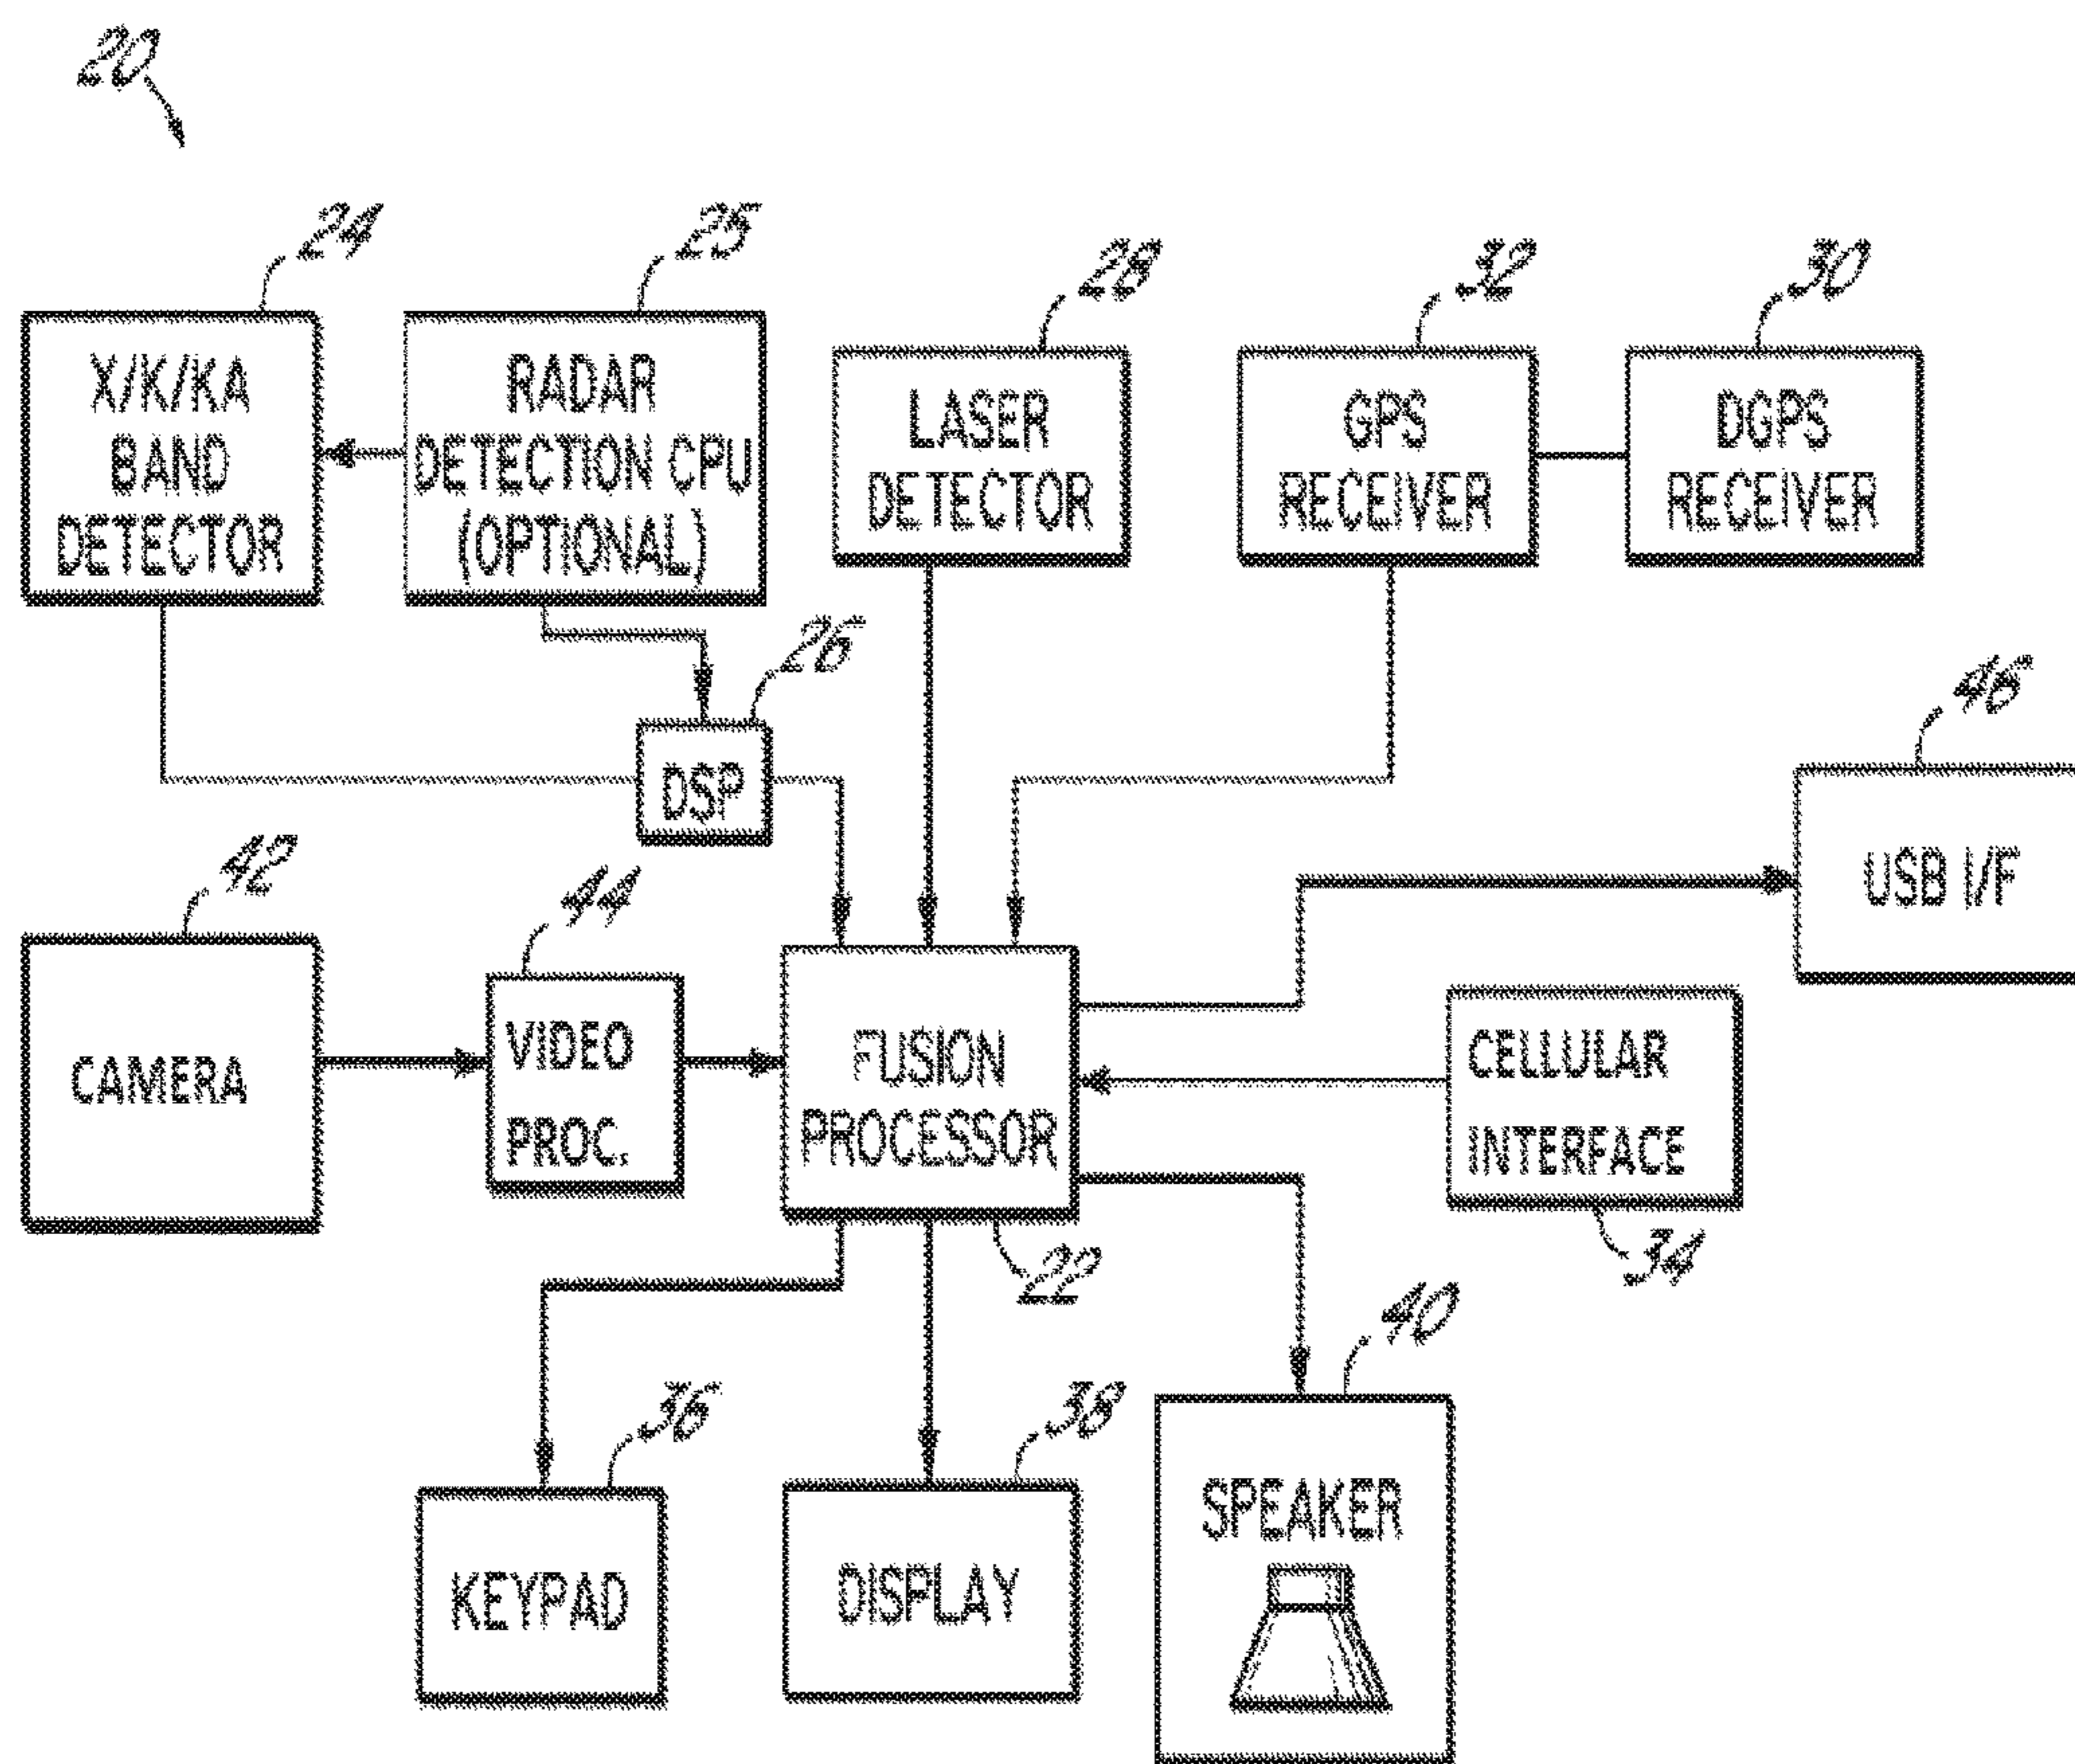 20
24
25
28
32
30
X/K/KA
BAND
DETECTOR
RADAR
DETECTION CPU
(OPTIONAL)
LASER
DETECTOR
GPS
RECEIVER
DGPS
RECEIVER
26
DSP
46
USB I/F
42
CAMERA
44
VIDEO
PROC.
FUSION
PROCESSOR
22
CELLULAR
INTERFACE
34
36
KEYPAD
38
DISPLAY
40
SPEAKER